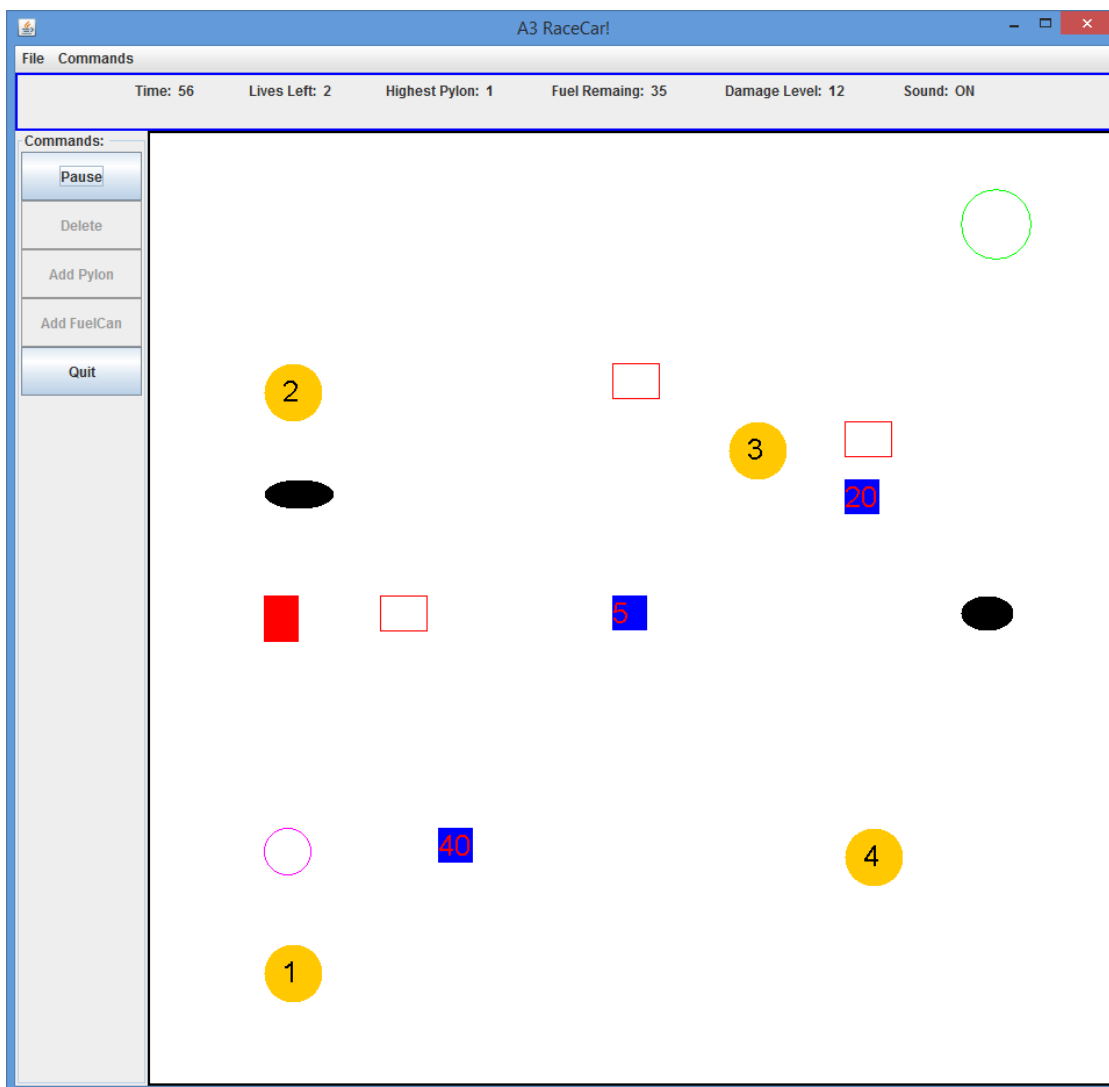 A3 RaceCar!
File Commands
Time: 56 Lives Left: 2 Highest Pylon: 1 Fuel Remaing: 35 Damage Level: 12 Sound: ON
Commands:
Pause
Delete
Add Pylon
Add FuelCan
Quit
2
3
20
5
40
4
1